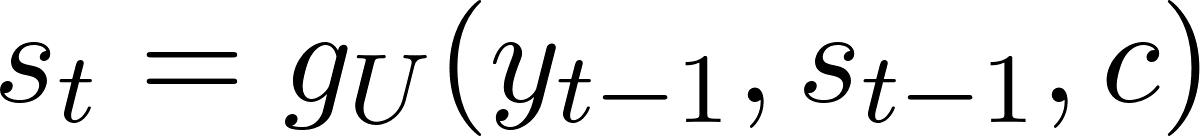 s_t = g_U(y_{t-1}, s_{t-1}, c)